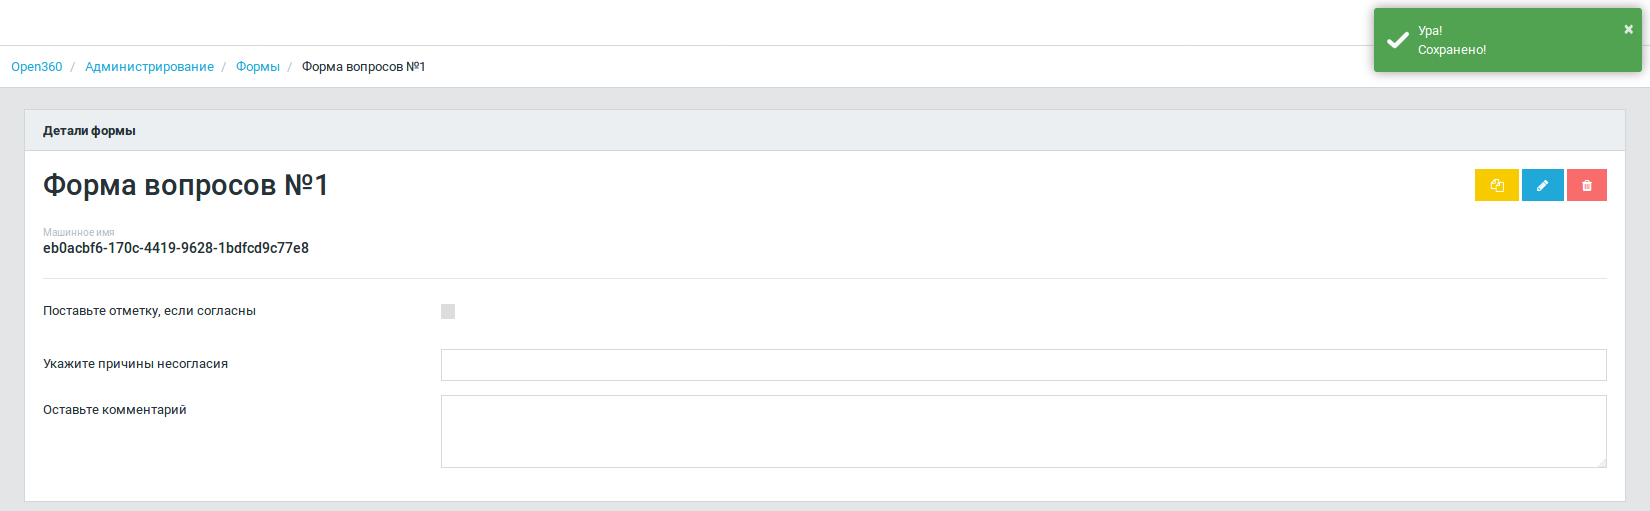 Ура!
Сохранено!
×
Open360 / Администрирование / Формы / Форма вопросов №1
Детали формы
Форма вопросов №1
Машинное имя
eb0acbf6-170c-4419-9628-1bdfcd9c77e8
Поставьте отметку, если согласны
Укажите причины несогласия
Оставьте комментарий